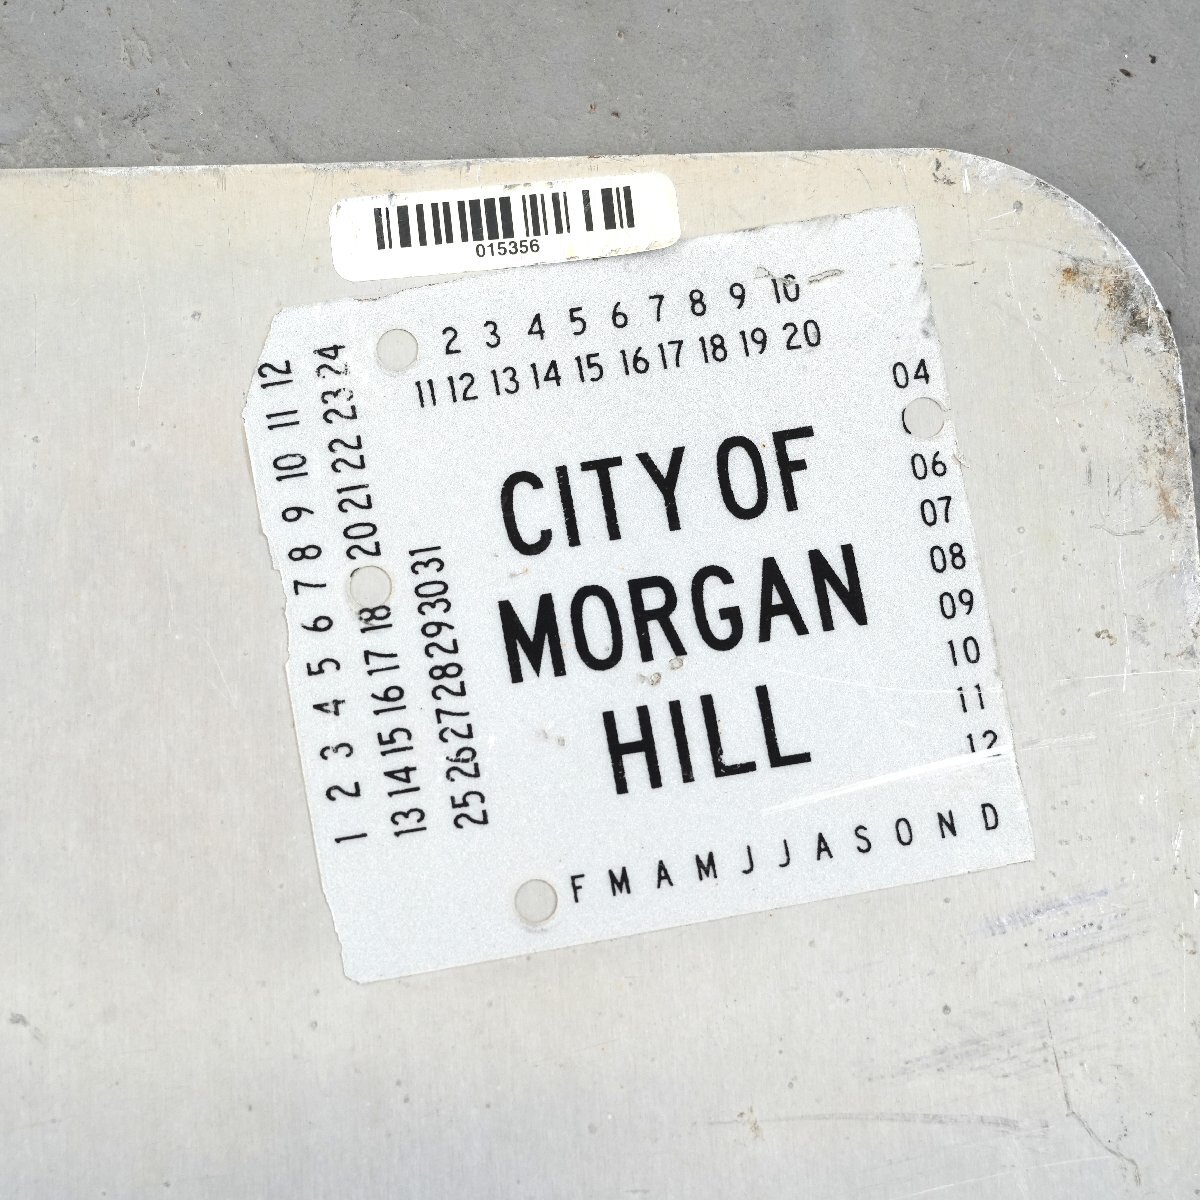 015356
2 3 4 5 6 7 8 9 10
11 12 13 14 15 16 17 18 19 20
1 2 3 4 5 6 7 8 9 10 11 12
13 14 15 16 17 18 20 21 22 23 24
25 26 27 28 29 30 31
CITY OF
MORGAN
HILL
04
06
07
08
09
10
11
12
F M A M J J A S O N D